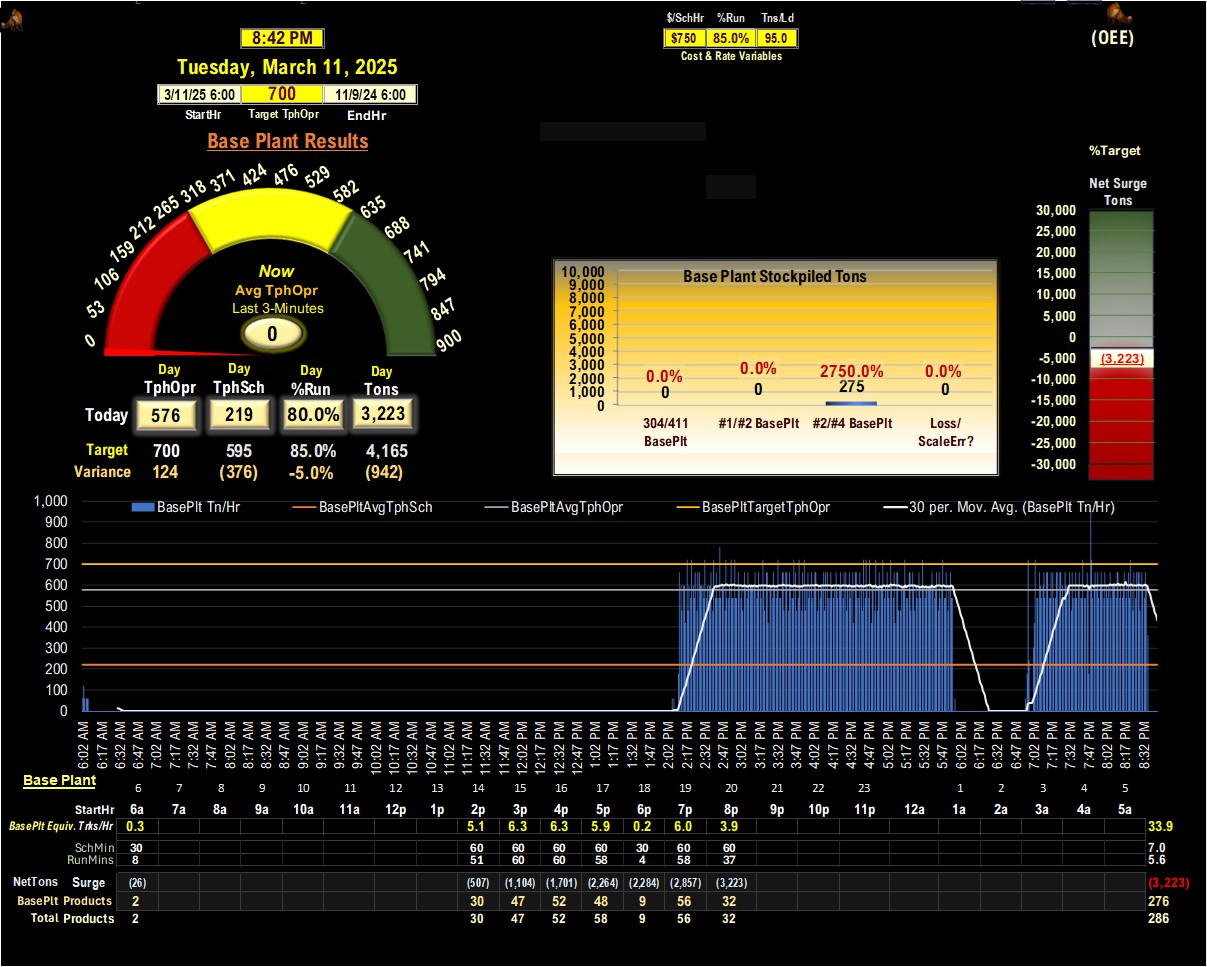 $/SchHr %Run Tns/Ld
$750 85.0% 95.0
Cost & Rate Variables
(OEE)
8:42 PM
Tuesday, March 11, 2025
3/11/25 6:00 700 11/9/24 6:00
StartHr Target TphOpr EndHr
Base Plant Results
0 53 106 159 212 265 318 371 424 476 529 582 635 688 741 794 847 900
Now
Avg TphOpr
Last 3-Minutes
0
Day Day Day Day
TphOpr TphSch %Run Tons
Today 576 219 80.0% 3,223
Target 700 595 85.0% 4,165
Variance 124 (376) -5.0% (942)
Base Plant Stockpiled Tons
10,000
9,000
8,000
7,000
6,000
5,000
4,000
3,000
2,000
1,000
0
0.0% 0.0% 2750.0% 0.0%
0 0 275 0
304/411 BasePlt
#1/#2 BasePlt
#2/#4 BasePlt
Loss/ ScaleErr?
%Target
Net Surge
Tons
30,000
25,000
20,000
15,000
10,000
5,000
0
-5,000
-10,000
-15,000
-20,000
-25,000
-30,000
(3,223)
BasePlt Tn/Hr BasePltAvgTphSch BasePltAvgTphOpr BasePltTargetTphOpr 30 per. Mov. Avg. (BasePlt Tn/Hr)
1,000
900
800
700
600
500
400
300
200
100
0
6:02 AM 6:17 AM 6:32 AM 6:47 AM 7:02 AM 7:17 AM 7:32 AM 7:47 AM 8:02 AM 8:17 AM 8:32 AM 8:47 AM 9:02 AM 9:17 AM 9:32 AM 9:47 AM 10:02 AM 10:17 AM 10:32 AM 10:47 AM 11:02 AM 11:17 AM 11:32 AM 11:47 AM 12:02 PM 12:17 PM 12:32 PM 12:47 PM 1:02 PM 1:17 PM 1:32 PM 1:47 PM 2:02 PM 2:17 PM 2:32 PM 2:47 PM 3:02 PM 3:17 PM 3:32 PM 3:47 PM 4:02 PM 4:17 PM 4:32 PM 4:47 PM 5:02 PM 5:17 PM 5:32 PM 5:47 PM 6:02 PM 6:17 PM 6:32 PM 6:47 PM 7:02 PM 7:17 PM 7:32 PM 7:47 PM 8:02 PM 8:17 PM 8:32 PM
Base Plant
6 7 8 9 10 11 12 13 14 15 16 17 18 19 20 21 22 23 1 2 3 4 5
StartHr 6a 7a 8a 9a 10a 11a 12p 1p 2p 3p 4p 5p 6p 7p 8p 9p 10p 11p 12a 1a 2a 3a 4a 5a
BasePlt Equiv. Trks/Hr 0.3 5.1 6.3 6.3 5.9 0.2 6.0 3.9 33.9
SchMin 30 60 60 60 60 30 60 60 7.0
RunMins 8 51 60 60 58 4 58 37 5.6
NetTons Surge (26) (507) (1,104) (1,701) (2,264) (2,284) (2,857) (3,223) (3,223)
BasePlt Products 2 30 47 52 48 9 56 32 276
Total Products 2 30 47 52 58 9 56 32 286